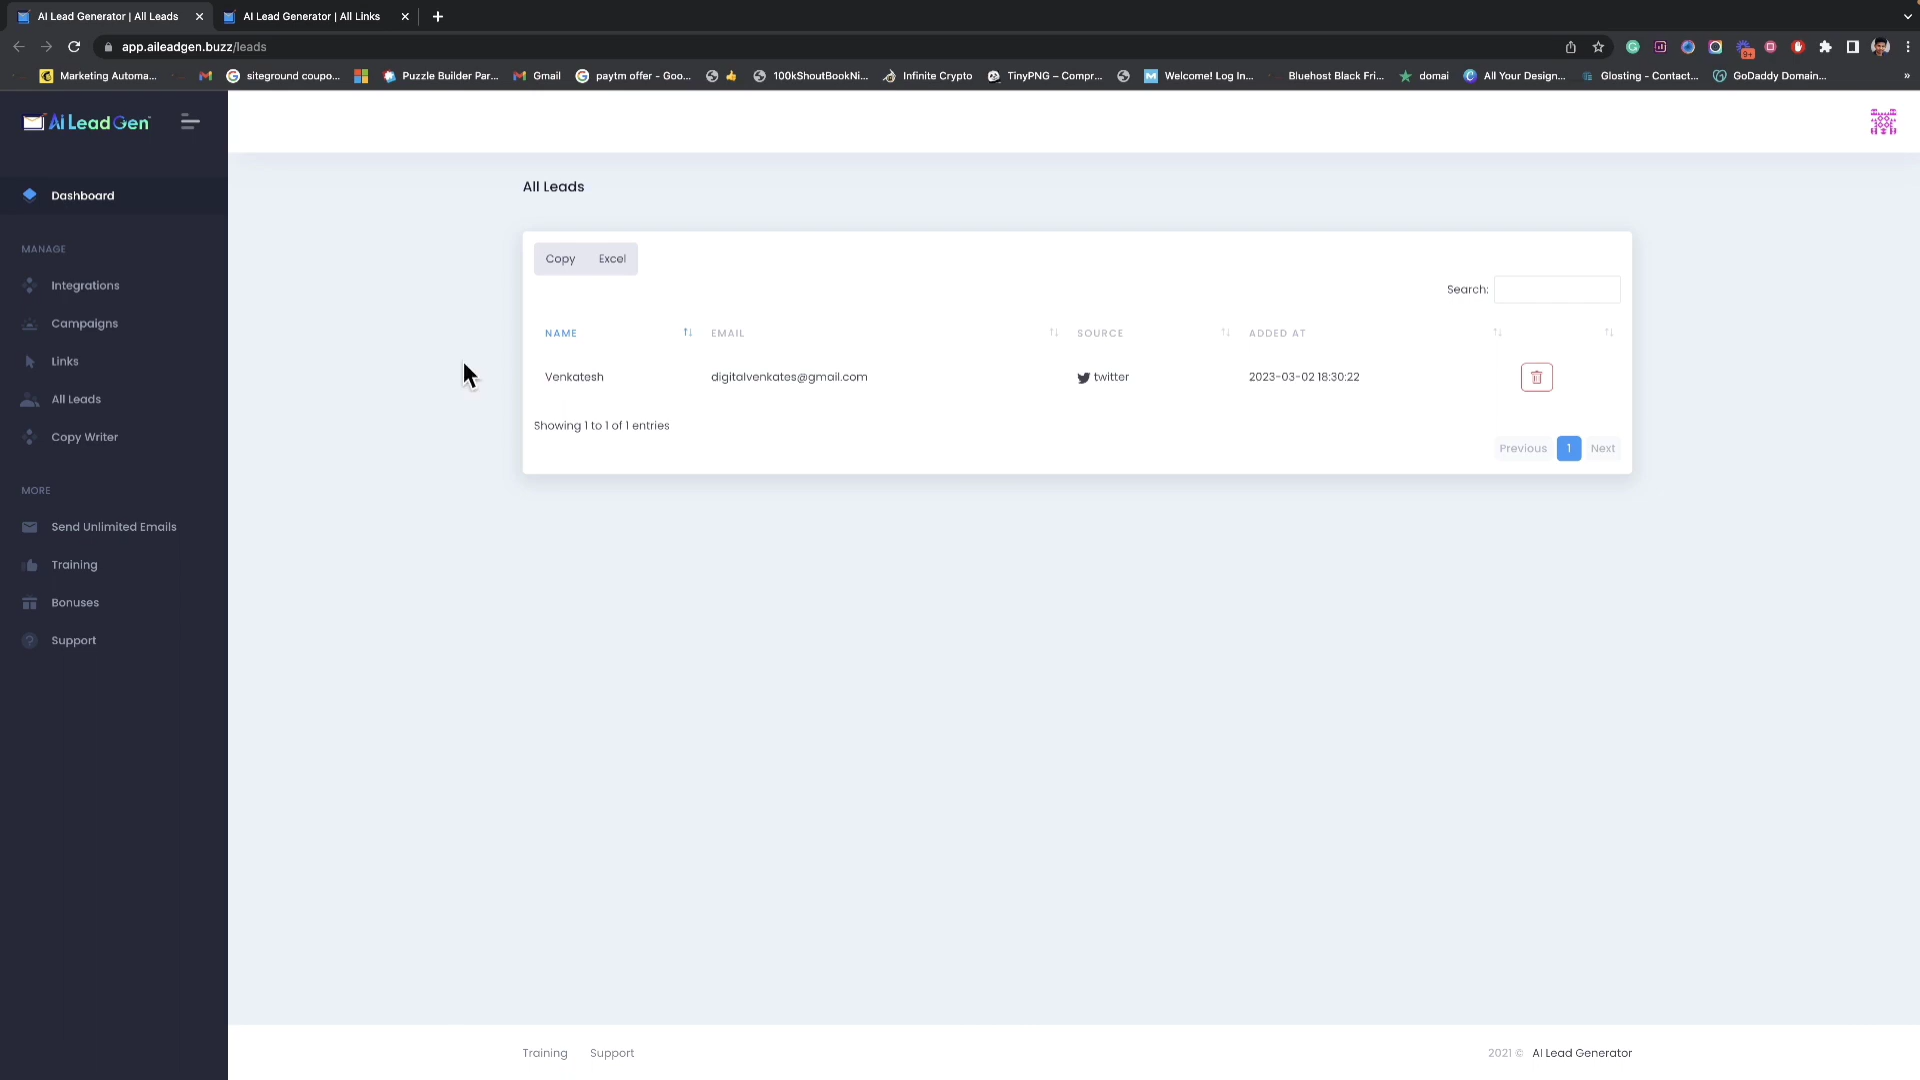 AI Lead Generator | All Leads
AI Lead Generator | All Links
app.aileadgen.buzz/leads
Marketing Automa...
siteground coupo...
Puzzle Builder Par...
Gmail
paytm offer - Goo...
100kShoutBookNi...
Infinite Crypto
TinyPNG – Compr...
Welcome! Log In...
Bluehost Black Fri...
domai
All Your Design...
Glosting - Contact...
GoDaddy Domain...
»
9+
Ai Lead Gen
Dashboard
MANAGE
Integrations
Campaigns
Links
All Leads
Copy Writer
MORE
Send Unlimited Emails
Training
Bonuses
Support
All Leads
Copy Excel
Search:
NAME EMAIL SOURCE ADDED AT
Venkatesh digitalvenkates@gmail.com twitter 2023-03-02 18:30:22
Showing 1 to 1 of 1 entries
Previous 1 Next
Training Support
2021 © AI Lead Generator